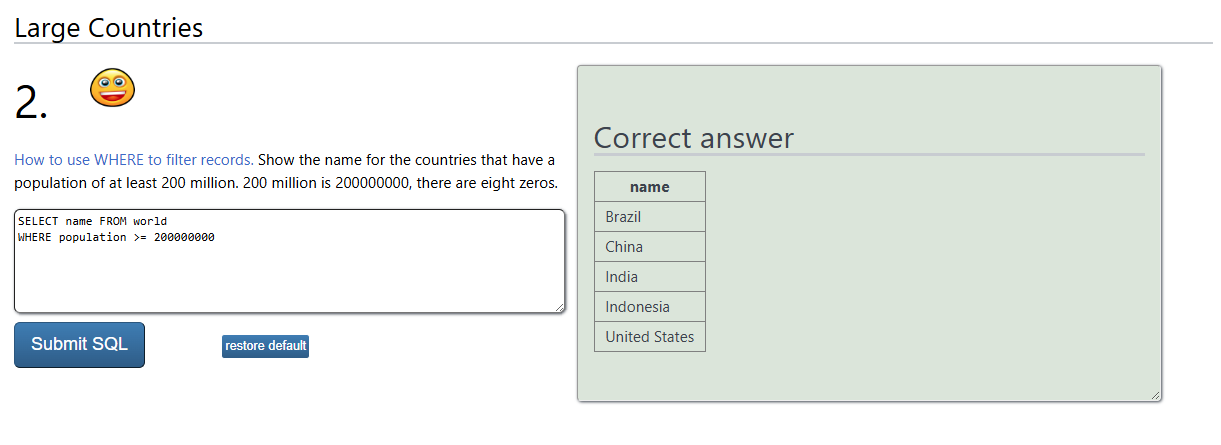 Large Countries
2.
How to use WHERE to filter records. Show the name for the countries that have a
population of at least 200 million. 200 million is 200000000, there are eight zeros.
SELECT name FROM world
WHERE population >= 200000000
Submit SQL
restore default
Correct answer
name
Brazil
China
India
Indonesia
United States